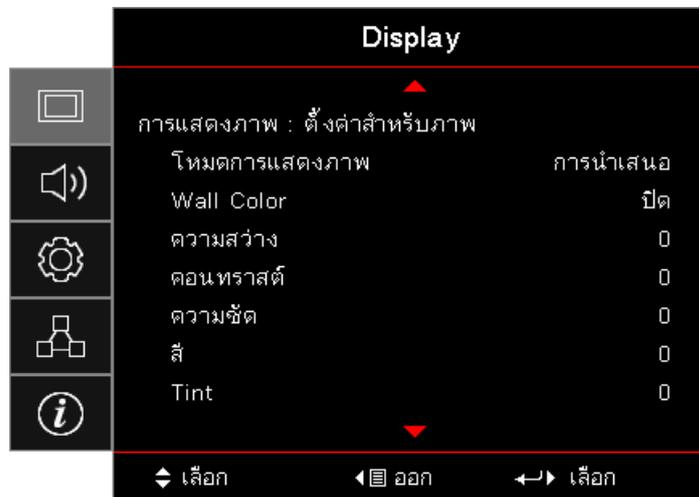 Display
การแสดงภาพ : ตั้งค่าสำหรับภาพ
โหมดการแสดงภาพ การนำเสนอ
Wall Color ปิด
ความสว่าง 0
คอนทราสต์ 0
ความชัด 0
สี 0
Tint 0
เลือก ออก เลือก